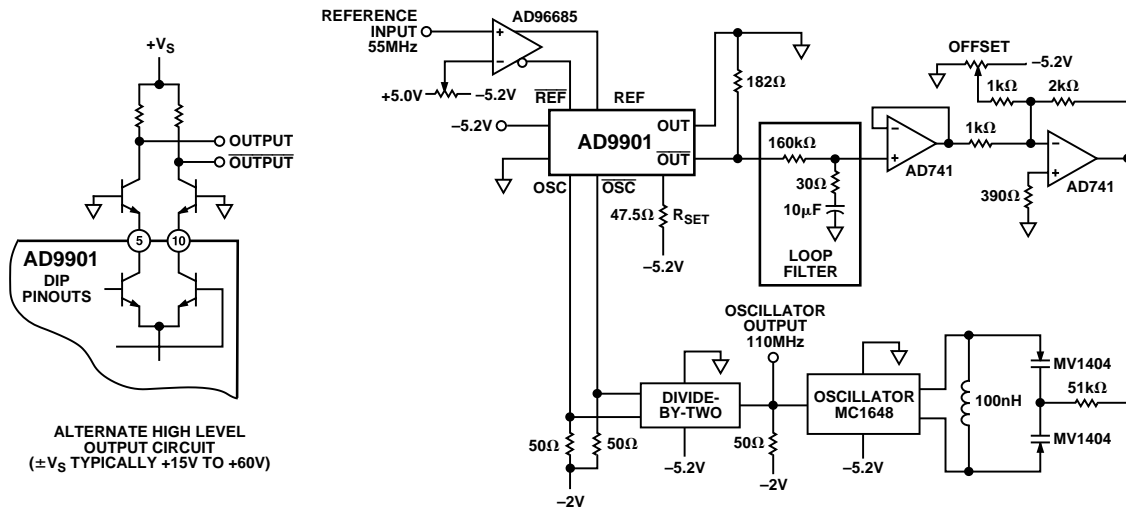 +VS
OUTPUT
OUTPUT
5
10
AD9901
DIP
PINOUTS
ALTERNATE HIGH LEVEL
OUTPUT CIRCUIT
(±VS TYPICALLY +15V TO +60V)
REFERENCE
INPUT
55MHz
AD96685
+
–
+5.0V
–5.2V
REF
REF
–5.2V
AD9901
OUT
OUT
OSC
OSC
182Ω
47.5Ω
RSET
–5.2V
160kΩ
30Ω
10µF
LOOP
FILTER
–
+
AD741
1kΩ
OFFSET
–5.2V
1kΩ
2kΩ
–
+
AD741
390Ω
OSCILLATOR
OUTPUT
110MHz
DIVIDE-
BY-TWO
–5.2V
50Ω
50Ω
–2V
50Ω
–2V
OSCILLATOR
MC1648
–5.2V
100nH
MV1404
51kΩ
MV1404